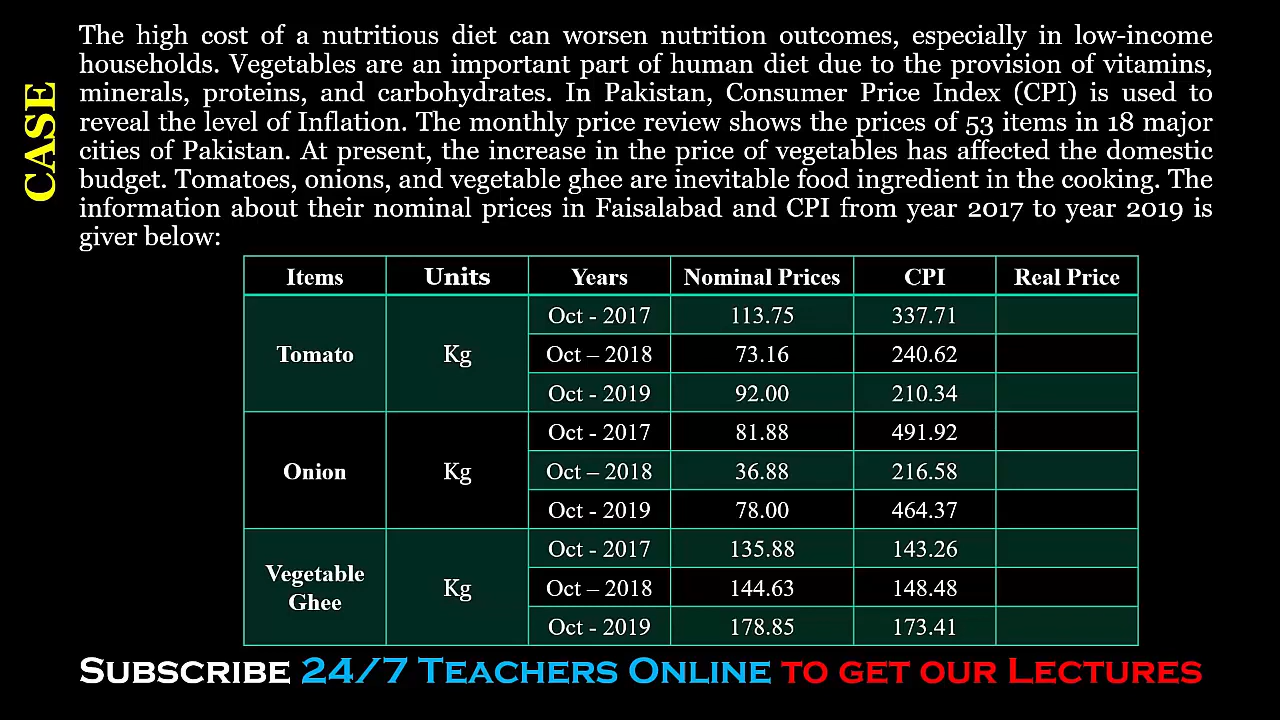 CASE
The high cost of a nutritious diet can worsen nutrition outcomes, especially in low-income
households. Vegetables are an important part of human diet due to the provision of vitamins,
minerals, proteins, and carbohydrates. In Pakistan, Consumer Price Index (CPI) is used to
reveal the level of Inflation. The monthly price review shows the prices of 53 items in 18 major
cities of Pakistan. At present, the increase in the price of vegetables has affected the domestic
budget. Tomatoes, onions, and vegetable ghee are inevitable food ingredient in the cooking. The
information about their nominal prices in Faisalabad and CPI from year 2017 to year 2019 is
giver below:
Items Units Years Nominal Prices CPI Real Price
Oct - 2017 113.75 337.71
Tomato Kg Oct – 2018 73.16 240.62
Oct - 2019 92.00 210.34
Oct - 2017 81.88 491.92
Onion Kg Oct – 2018 36.88 216.58
Oct - 2019 78.00 464.37
Oct - 2017 135.88 143.26
Vegetable
Ghee Kg Oct – 2018 144.63 148.48
Oct - 2019 178.85 173.41
SUBSCRIBE 24/7 TEACHERS ONLINE TO GET OUR LECTURES